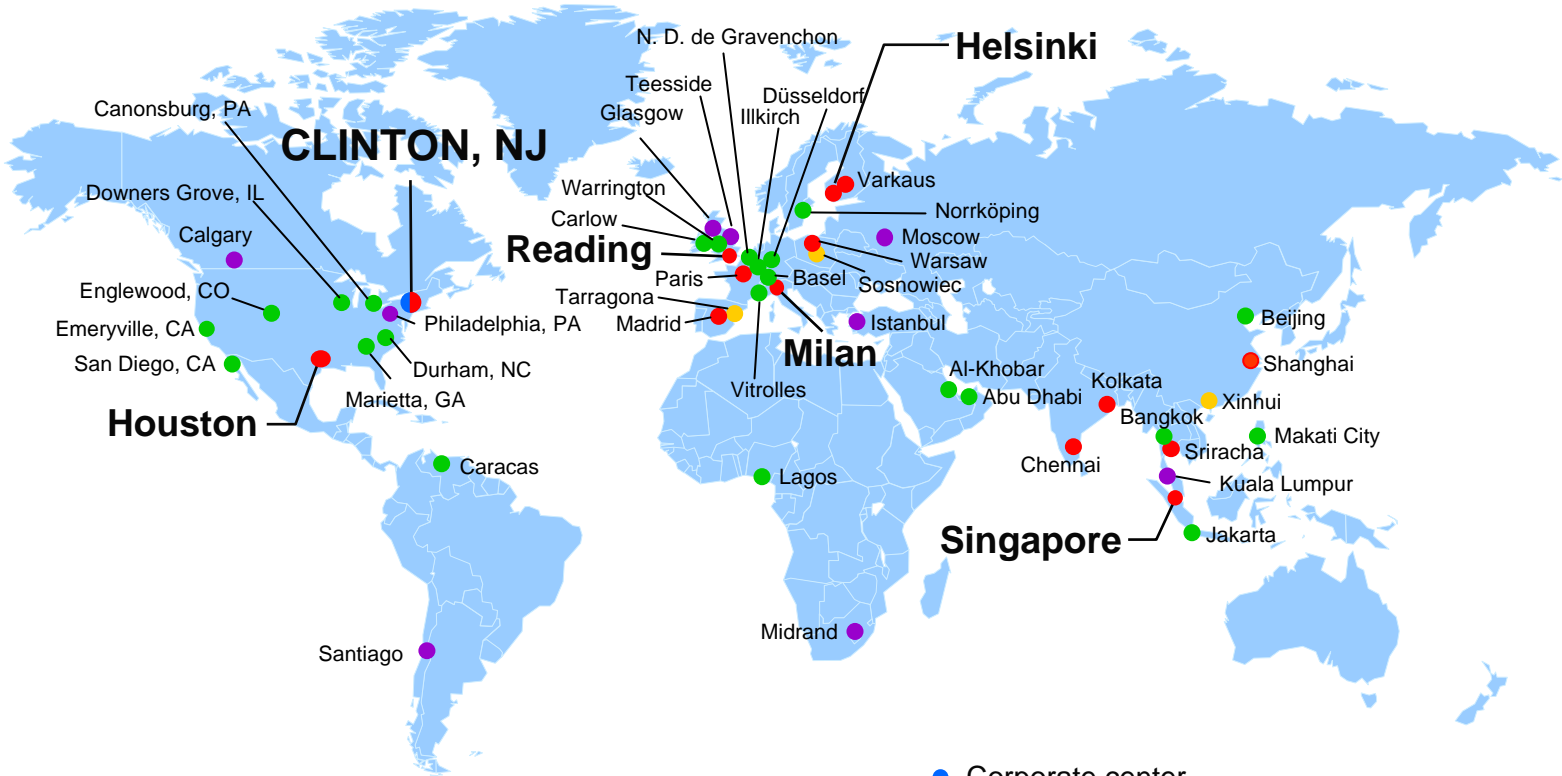 N. D. de Gravenchon
Helsinki
Teesside
Düsseldorf
Canonsburg, PA
Glasgow
Illkirch
CLINTON, NJ
Varkaus
Downers Grove, IL
Warrington
Norrköping
Carlow
Calgary
Reading
Moscow
Warsaw
Paris
Basel
Sosnowiec
Englewood, CO
Tarragona
Emeryville, CA
Philadelphia, PA
Madrid
Istanbul
Beijing
San Diego, CA
Durham, NC
Milan
Shanghai
Al-Khobar
Kolkata
Marietta, GA
Vitrolles
Abu Dhabi
Xinhui
Houston
Bangkok
Makati City
Caracas
Chennai
Sriracha
Lagos
Kuala Lumpur
Singapore
Jakarta
Midrand
Santiago
Corporate center